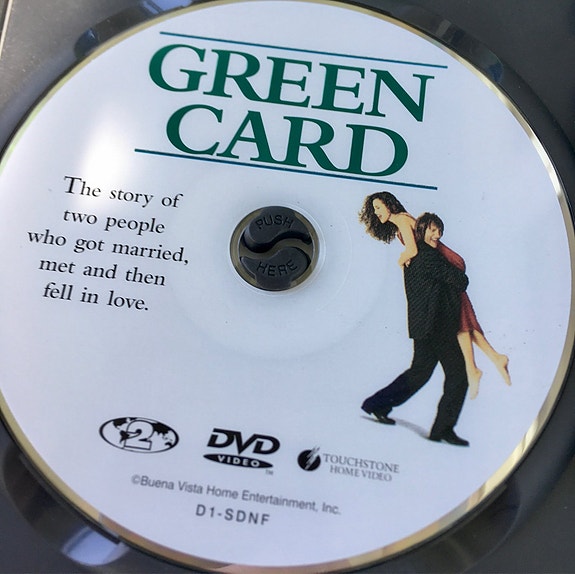 GREEN
CARD
The story of
two people
who got married,
met and then
fell in love.
PUSH
HERE
2
DVD
VIDEO
TM
TOUCHSTONE
HOME VIDEO
©Buena Vista Home Entertainment, Inc.
D1-SDNF